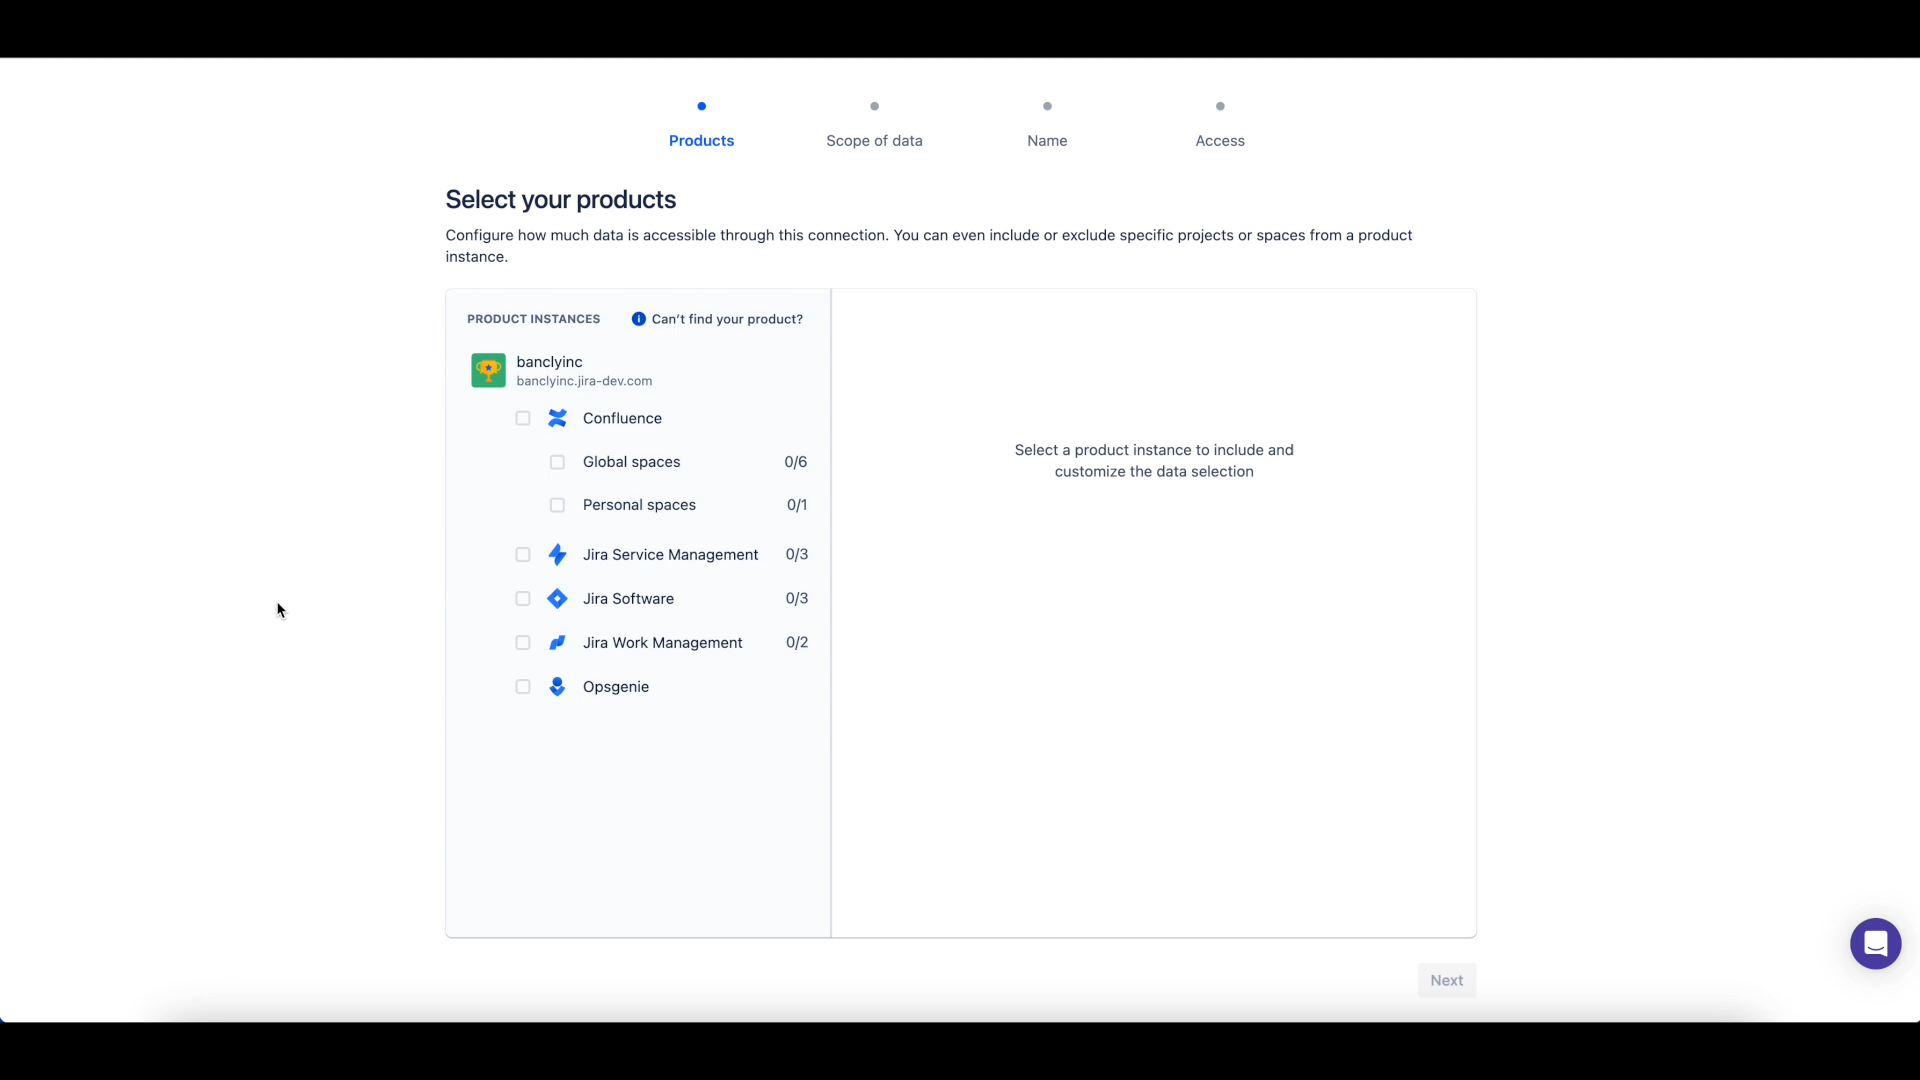 Products
Scope of data
Name
Access
Select your products
Configure how much data is accessible through this connection. You can even include or exclude specific projects or spaces from a product
instance.
PRODUCT INSTANCES
Can't find your product?
banclyinc
banclyinc.jira-dev.com
Confluence
Global spaces 0/6
Personal spaces 0/1
Jira Service Management 0/3
Jira Software 0/3
Jira Work Management 0/2
Opsgenie
Select a product instance to include and
customize the data selection
Next